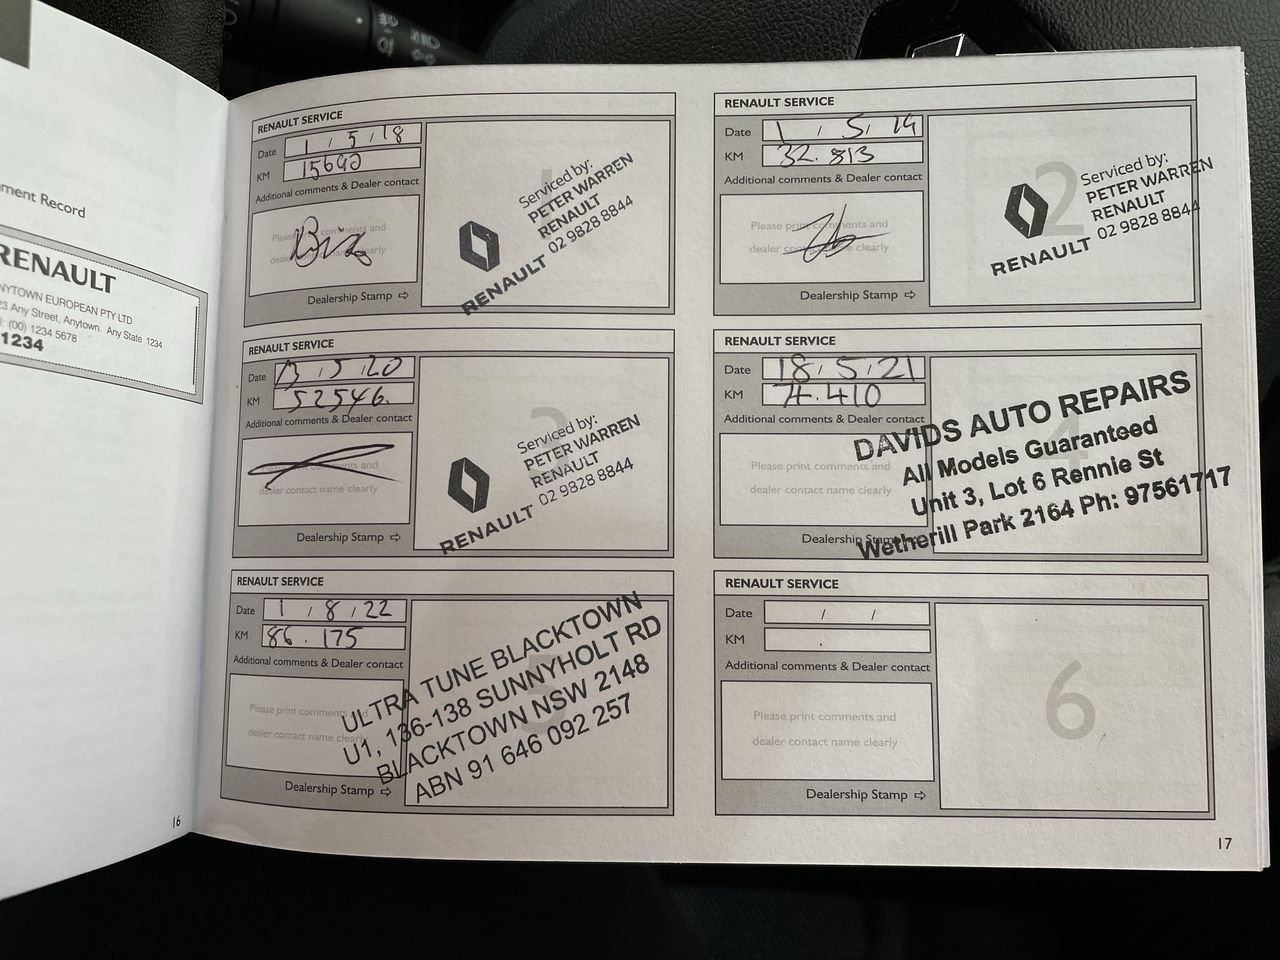 ment Record
RENAULT
NYTOWN EUROPEAN PTY LTD
23 Any Street, Anytown. Any State 1234
: (00) 1234 5678
1234
16
RENAULT SERVICE
Date 1 / 5 / 18
KM
Additional comments & Dealer contact
Please print comments and
dealer contact name clearly
Dealership Stamp ⇨
1
Serviced by:
PETER WARREN
RENAULT
02 9828 8844
RENAULT
RENAULT SERVICE
Date 1 / 5 / 19
KM 32.813
Additional comments & Dealer contact
Please print comments and
dealer contact name clearly
Dealership Stamp ⇨
2
Serviced by:
PETER WARREN
RENAULT
02 9828 8844
RENAULT
RENAULT SERVICE
Date / 5 / 20
KM 52546.
Additional comments & Dealer contact
Please print comments and
dealer contact name clearly
Dealership Stamp ⇨
3
Serviced by:
PETER WARREN
RENAULT
02 9828 8844
RENAULT
RENAULT SERVICE
Date 18 / 5 / 21
KM
Additional comments & Dealer contact
Please print comments and
dealer contact name clearly
Dealership Stamp
4
DAVIDS AUTO REPAIRS
All Models Guaranteed
Unit 3, Lot 6 Rennie St
Wetherill Park 2164 Ph: 97561717
RENAULT SERVICE
Date 1 / 8 / 22
KM 86.175
Additional comments & Dealer contact
Please print comments and
dealer contact name clearly
Dealership Stamp ⇨
5
ULTRA TUNE BLACKTOWN
U1, 136-138 SUNNYHOLT RD
BLACKTOWN NSW 2148
ABN 91 646 092 257
RENAULT SERVICE
Date / /
KM .
Additional comments & Dealer contact
Please print comments and
dealer contact name clearly
Dealership Stamp ⇨
6
17